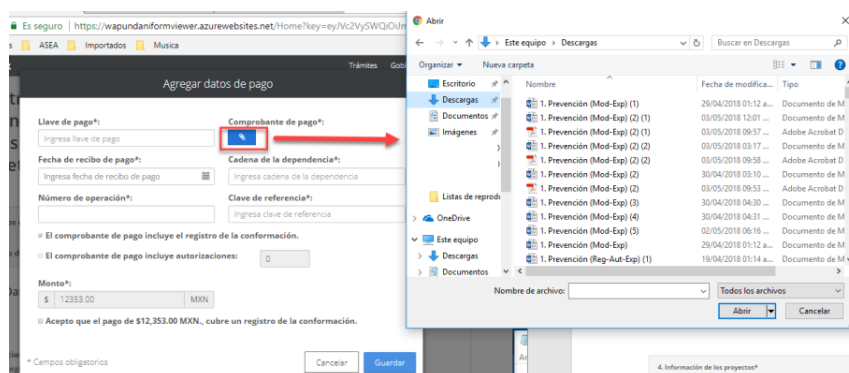 Es seguro | https://wapundaniformviewer.azurewebsites.net/Home?key=eyJVc2VySWQiOiJn
ASEA Importados Musica
Trámites Gobi
Agregar datos de pago
Llave de pago*: Comprobante de pago*:
Ingresa llave de pago
Fecha de recibo de pago*: Cadena de la dependencia*:
Ingresa fecha de recibo de pago Ingresa cadena de la dependencia
Número de operación*: Clave de referencia*:
Ingresa clave de referencia
El comprobante de pago incluye el registro de la conformación.
El comprobante de pago incluye autorizaciones: 0
Monto*:
$ 12353.00 MXN
Acepto que el pago de $12,353.00 MXN., cubre un registro de la conformación.
* Campos obligatorios Cancelar Guardar
Abrir
Este equipo > Descargas Buscar en Descargas
Organizar Nueva carpeta
Escritorio
Descargas
Documentos
Imágenes
Listas de reprodu
OneDrive
Este equipo
Descargas
Documentos
Nombre Fecha de modifica... Tipo
1. Prevención (Mod-Exp) (1) 29/04/2018 01:12 a... Documento de M
1. Prevención (Mod-Exp) (2) (1) 03/05/2018 12:01 ... Documento de M
1. Prevención (Mod-Exp) (2) (1) 03/05/2018 09:57 ... Adobe Acrobat D
1. Prevención (Mod-Exp) (2) (2) 03/05/2018 03:17 ... Documento de M
1. Prevención (Mod-Exp) (2) (2) 03/05/2018 09:58 ... Adobe Acrobat D
1. Prevención (Mod-Exp) (2) 30/04/2018 03:10 ... Documento de M
1. Prevención (Mod-Exp) (2) 03/05/2018 09:53 ... Adobe Acrobat D
1. Prevención (Mod-Exp) (3) 30/04/2018 04:30 ... Documento de M
1. Prevención (Mod-Exp) (4) 30/04/2018 04:31 ... Documento de M
1. Prevención (Mod-Exp) (5) 02/05/2018 06:16 ... Documento de M
1. Prevención (Mod-Exp) 29/04/2018 01:12 a... Documento de M
1. Prevención (Reg-Aut-Exp) (1) 19/04/2018 01:14 a... Documento de M
Nombre de archivo: Todos los archivos
Abrir Cancelar
4. Información de los proyectos*